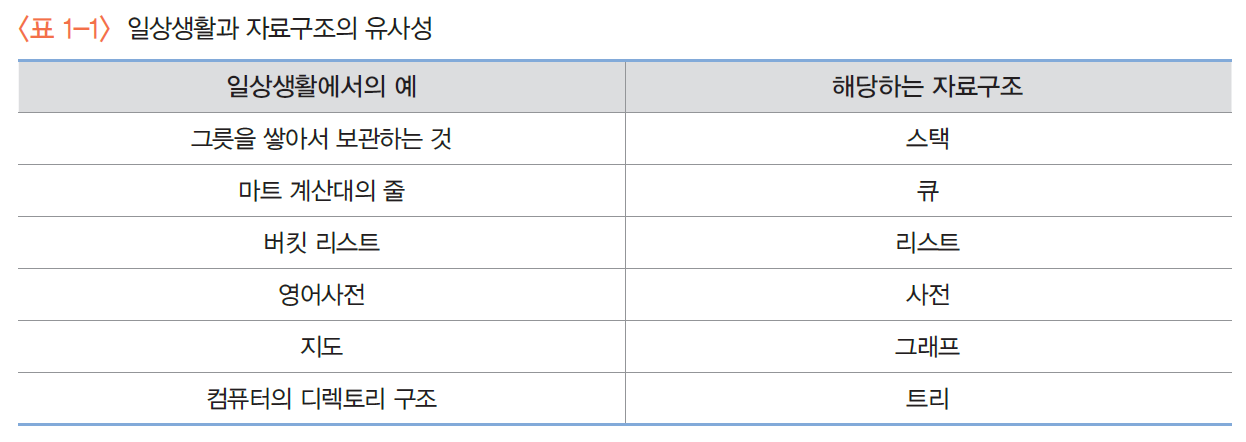 〈표 1-1〉 일상생활과 자료구조의 유사성
일상생활에서의 예 해당하는 자료구조
그릇을 쌓아서 보관하는 것 스택
마트 계산대의 줄 큐
버킷 리스트 리스트
영어사전 사전
지도 그래프
컴퓨터의 디렉토리 구조 트리